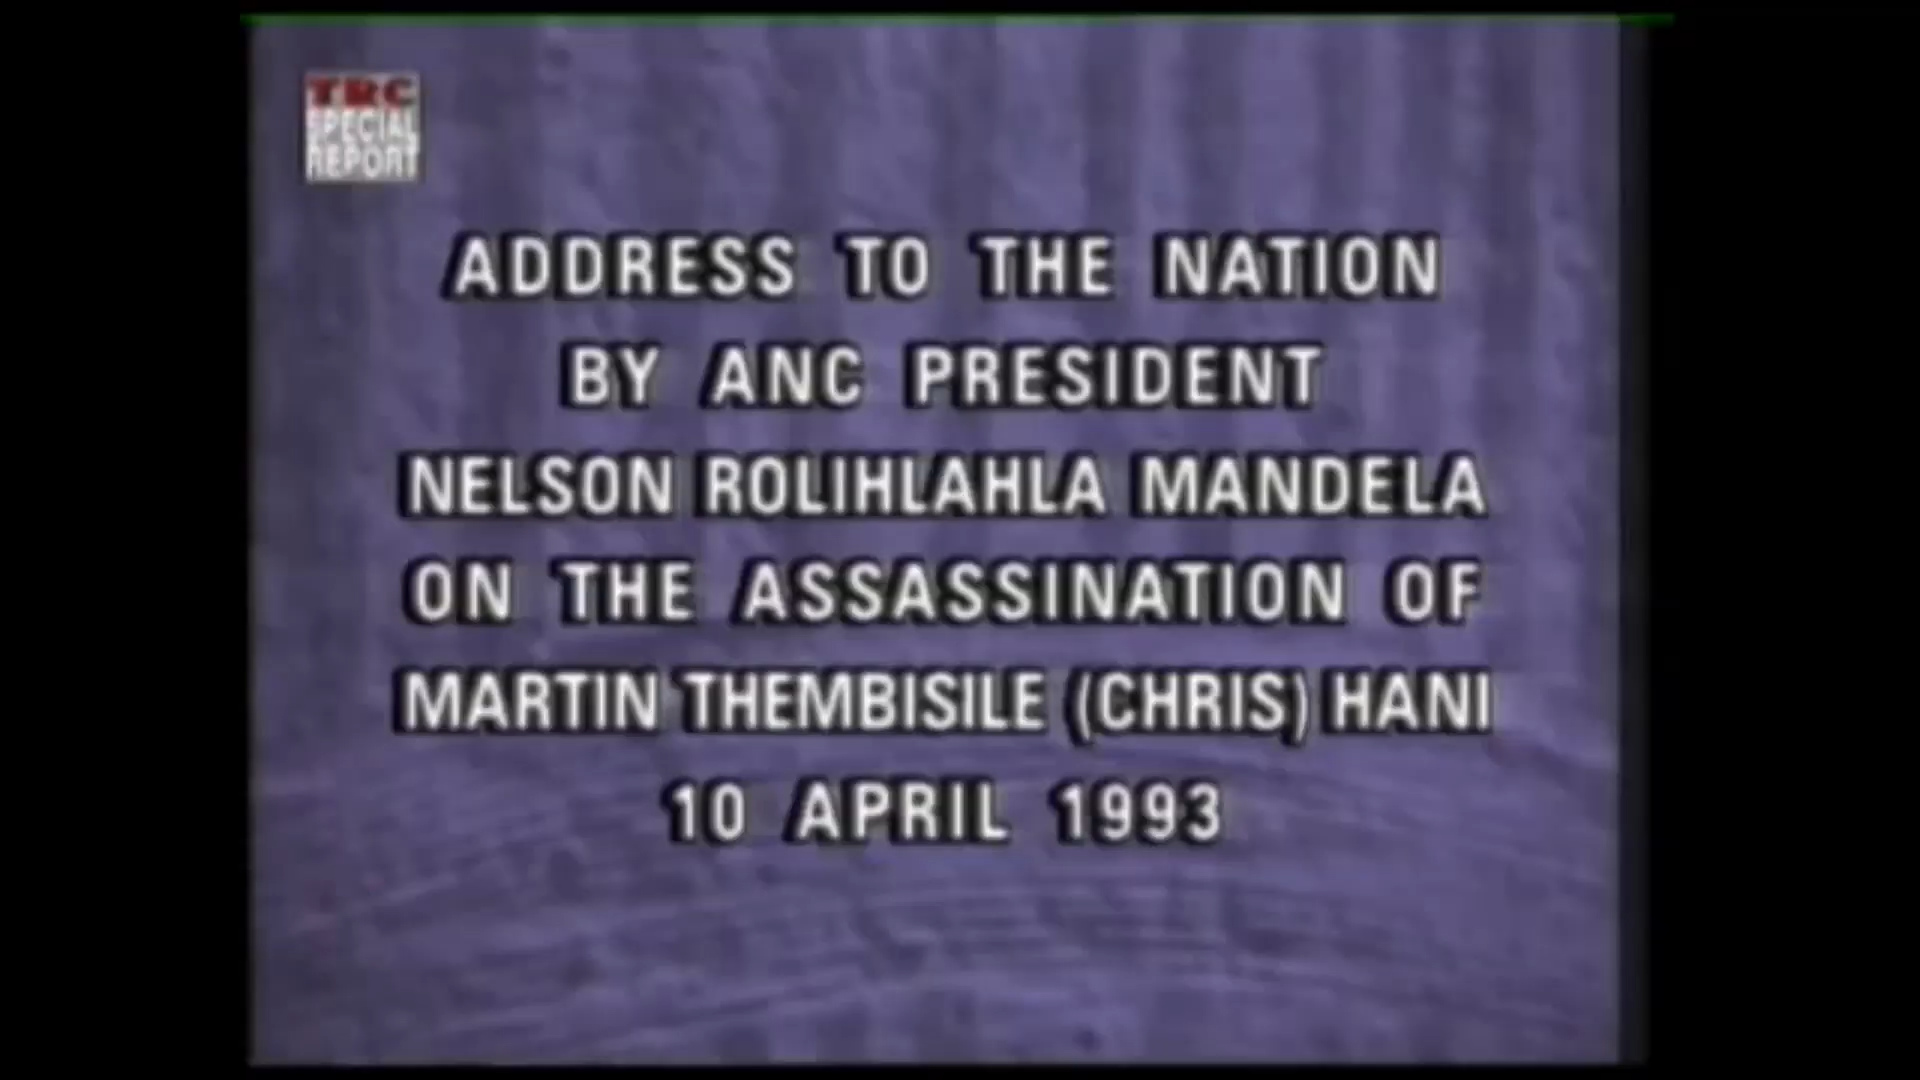 TRC
SPECIAL
REPORT
ADDRESS TO THE NATION
BY ANC PRESIDENT
NELSON ROLIHLAHLA MANDELA
ON THE ASSASSINATION OF
MARTIN THEMBISILE (CHRIS) HANI
10 APRIL 1993